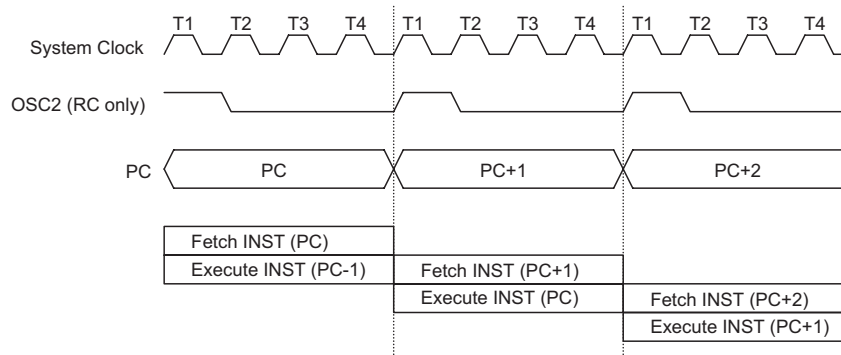 T1 T2 T3 T4 T1 T2 T3 T4 T1 T2 T3 T4
System Clock
OSC2 (RC only)
PC PC PC+1 PC+2
Fetch INST (PC)
Execute INST (PC-1) Fetch INST (PC+1)
Execute INST (PC) Fetch INST (PC+2)
Execute INST (PC+1)